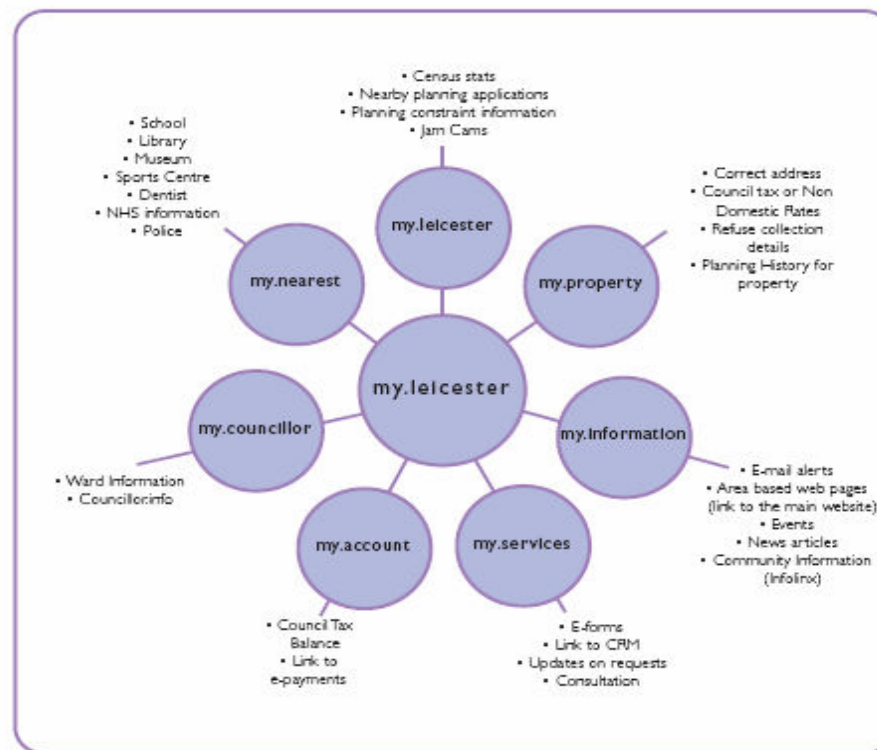 • Census stats
• Nearby planning applications
• Planning constraint information
• Jam Cams
my.leicester
• School
• Library
• Museum
• Sports Centre
• Dentist
• NHS information
• Police
my.nearest
• Correct address
• Council tax or Non
Domestic Rates
• Refuse collection
details
• Planning History for
property
my.property
my.leicester
my.councillor
• Ward Information
• Councillorinfo
my.information
• E-mail alerts
• Area based web pages
(link to the main website)
• Events
• News articles
• Community Information
(Infolinx)
my.account
• Council Tax
Balance
• Link to
e-payments
my.services
• E-forms
• Link to CRM
• Updates on requests
• Consultation